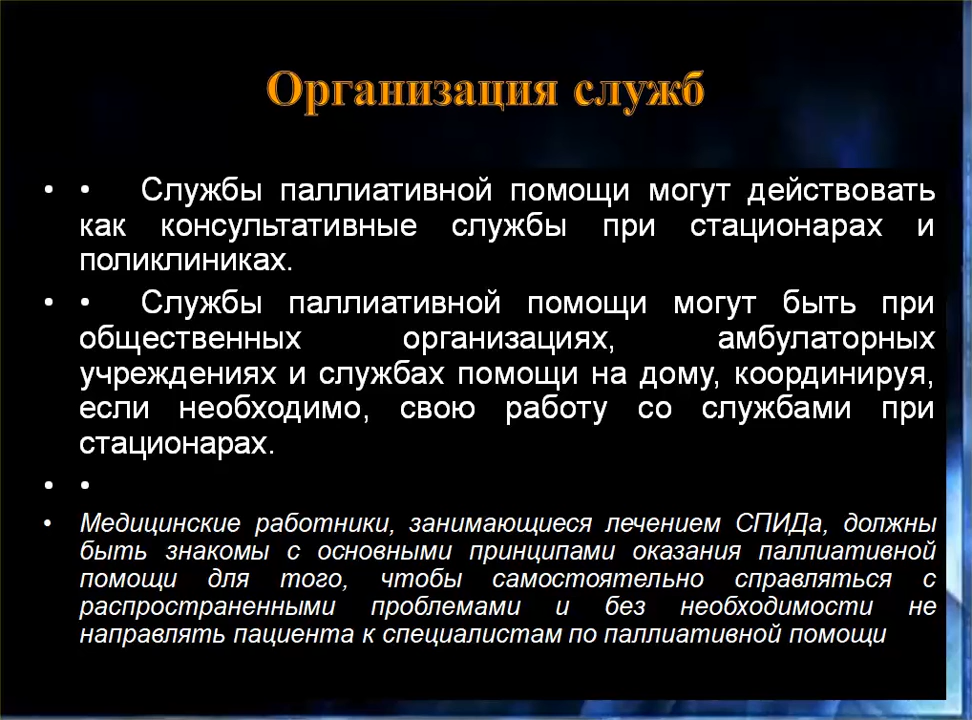 Организация служб
• • Службы паллиативной помощи могут действовать
как консультативные службы при стационарах и
поликлиниках.
• • Службы паллиативной помощи могут быть при
общественных организациях, амбулаторных
учреждениях и службах помощи на дому, координируя,
если необходимо, свою работу со службами при
стационарах.
• •
• Медицинские работники, занимающиеся лечением СПИДа, должны
быть знакомы с основными принципами оказания паллиативной
помощи для того, чтобы самостоятельно справляться с
распространенными проблемами и без необходимости не
направлять пациента к специалистам по паллиативной помощи